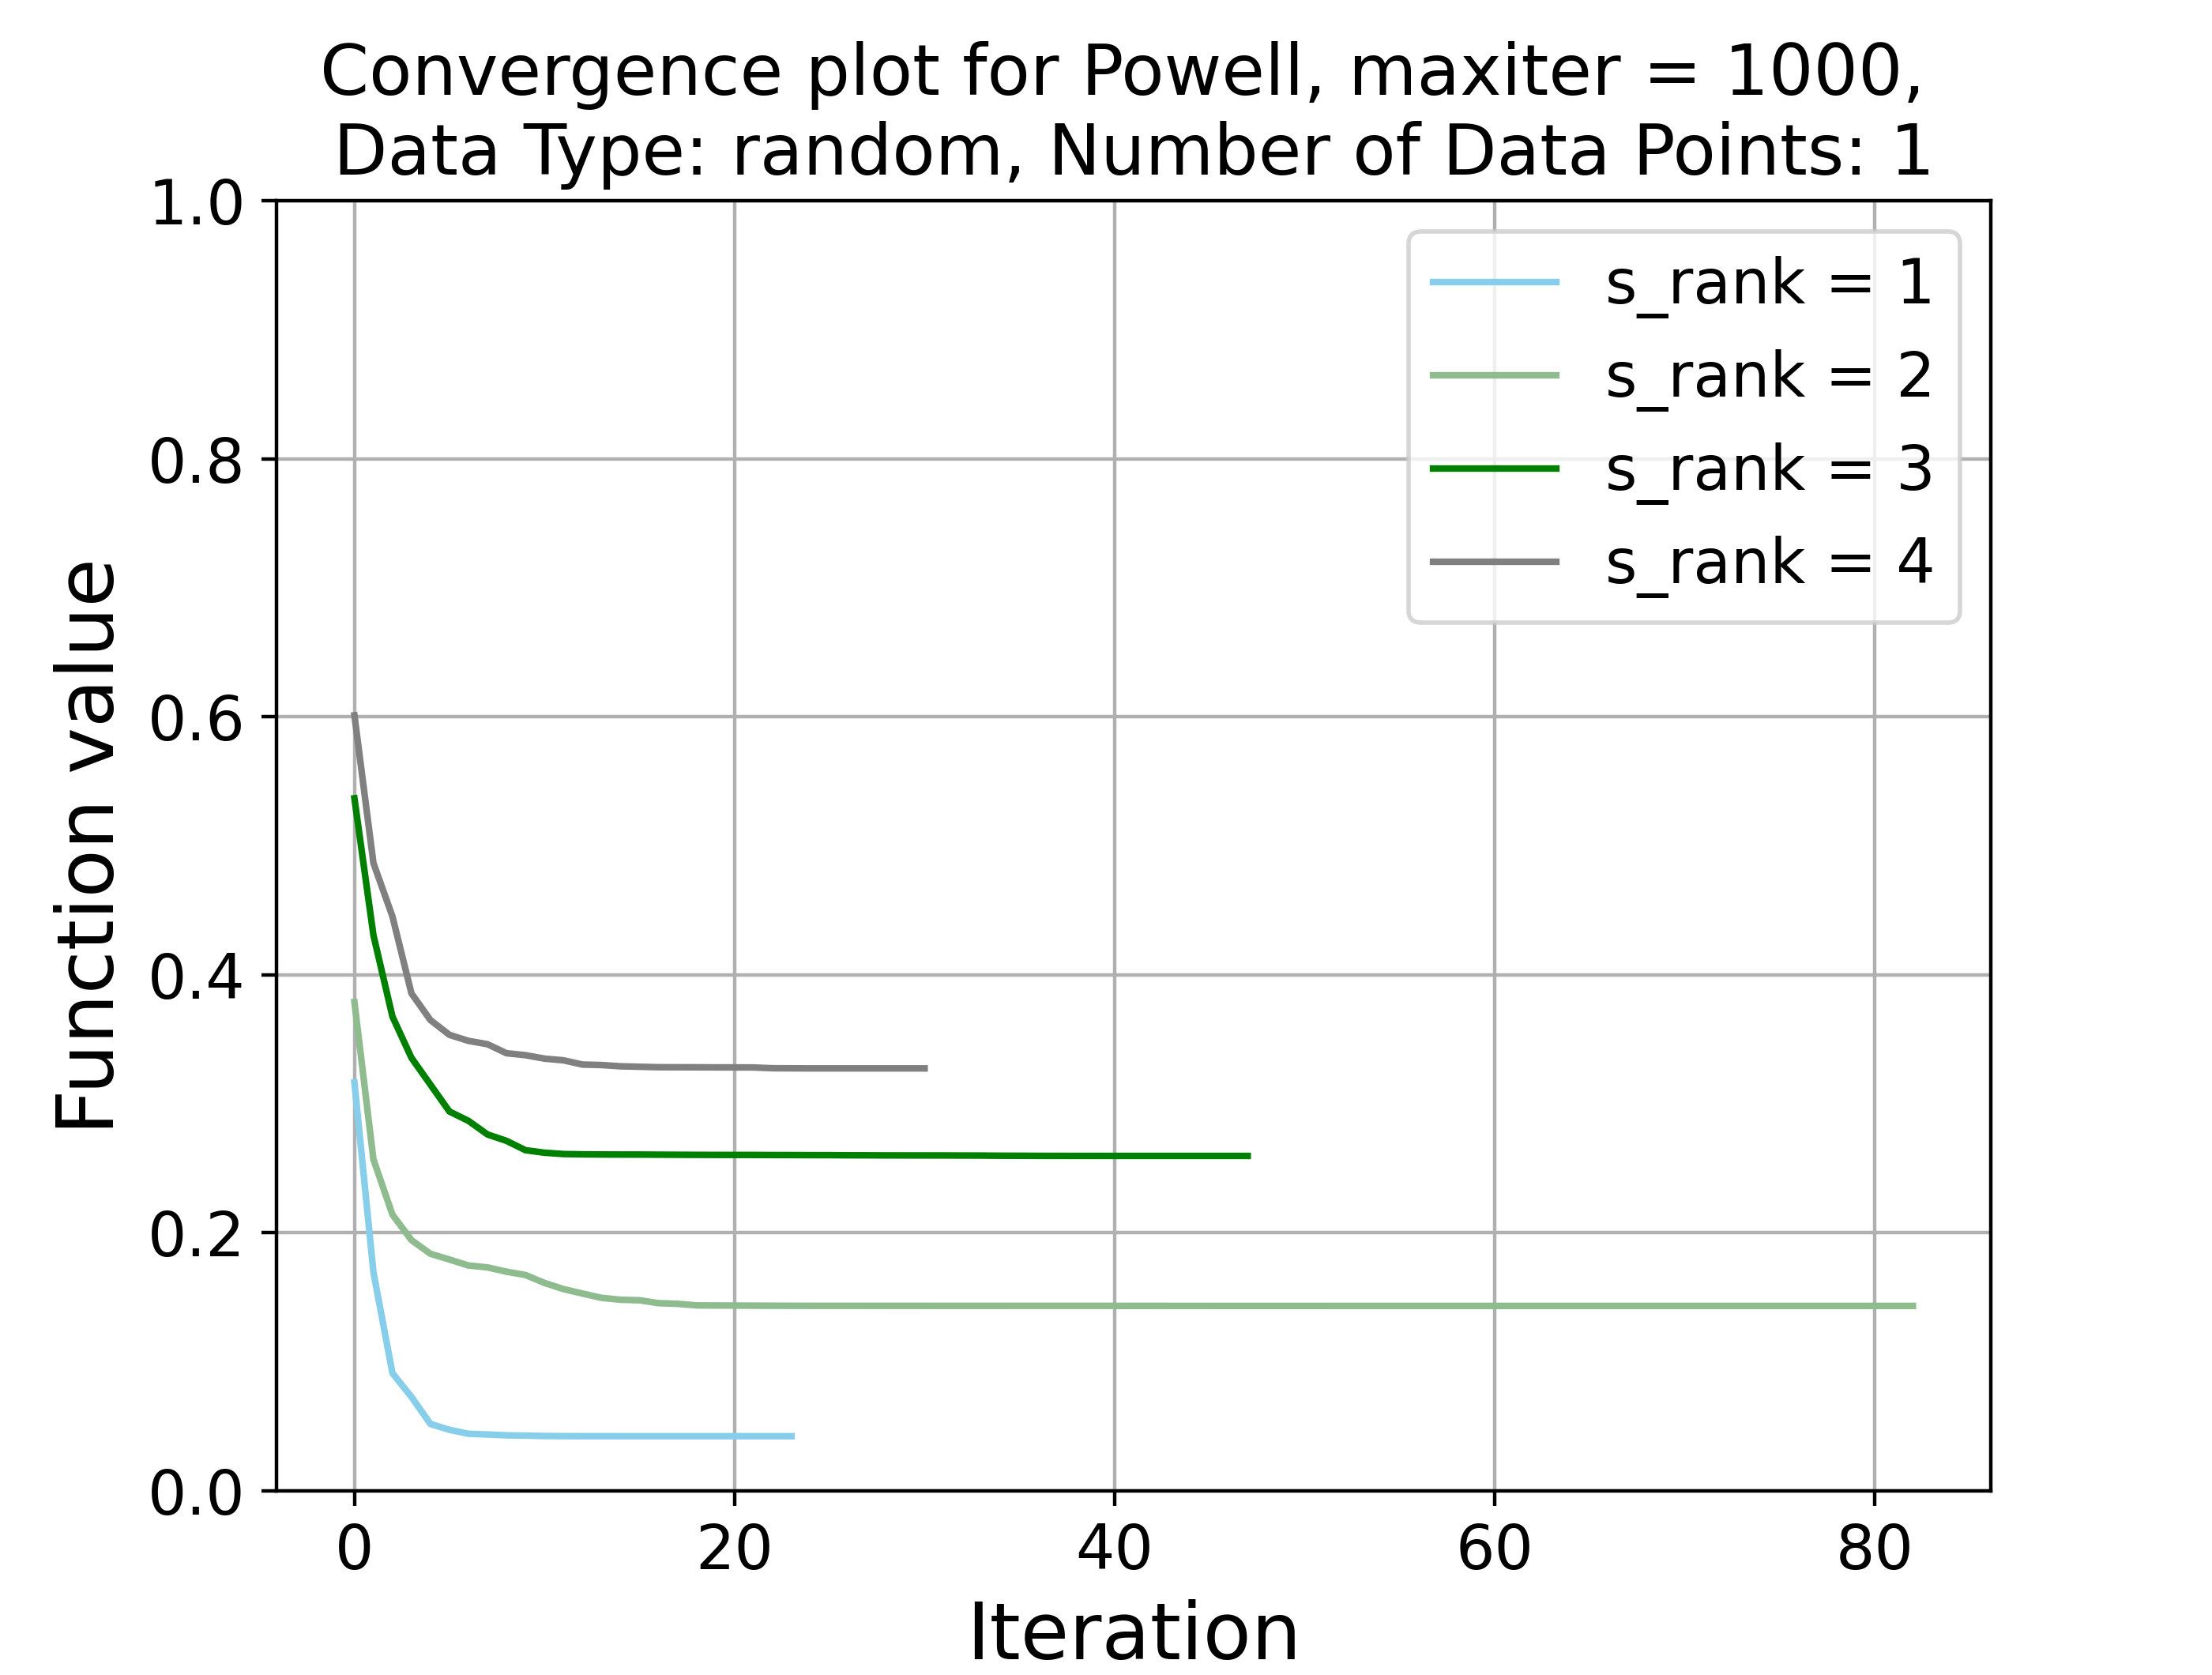 Convergence plot for Powell, maxiter = 1000,
Data Type: random, Number of Data Points: 1
1.0
0.8
0.6
0.4
0.2
0.0
Function value
s_rank = 1
s_rank = 2
s_rank = 3
s_rank = 4
0 20 40 60 80
Iteration